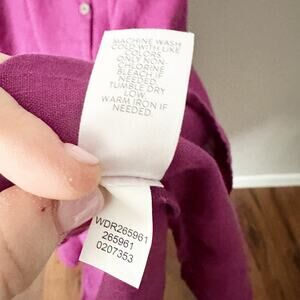 MACHINE WASH
COLD WITH LIKE
COLORS.
ONLY NON-
CHLORINE
BLEACH IF
NEEDED.
TUMBLE DRY
LOW.
WARM IRON IF
NEEDED.
WDR265961
265961
0207353